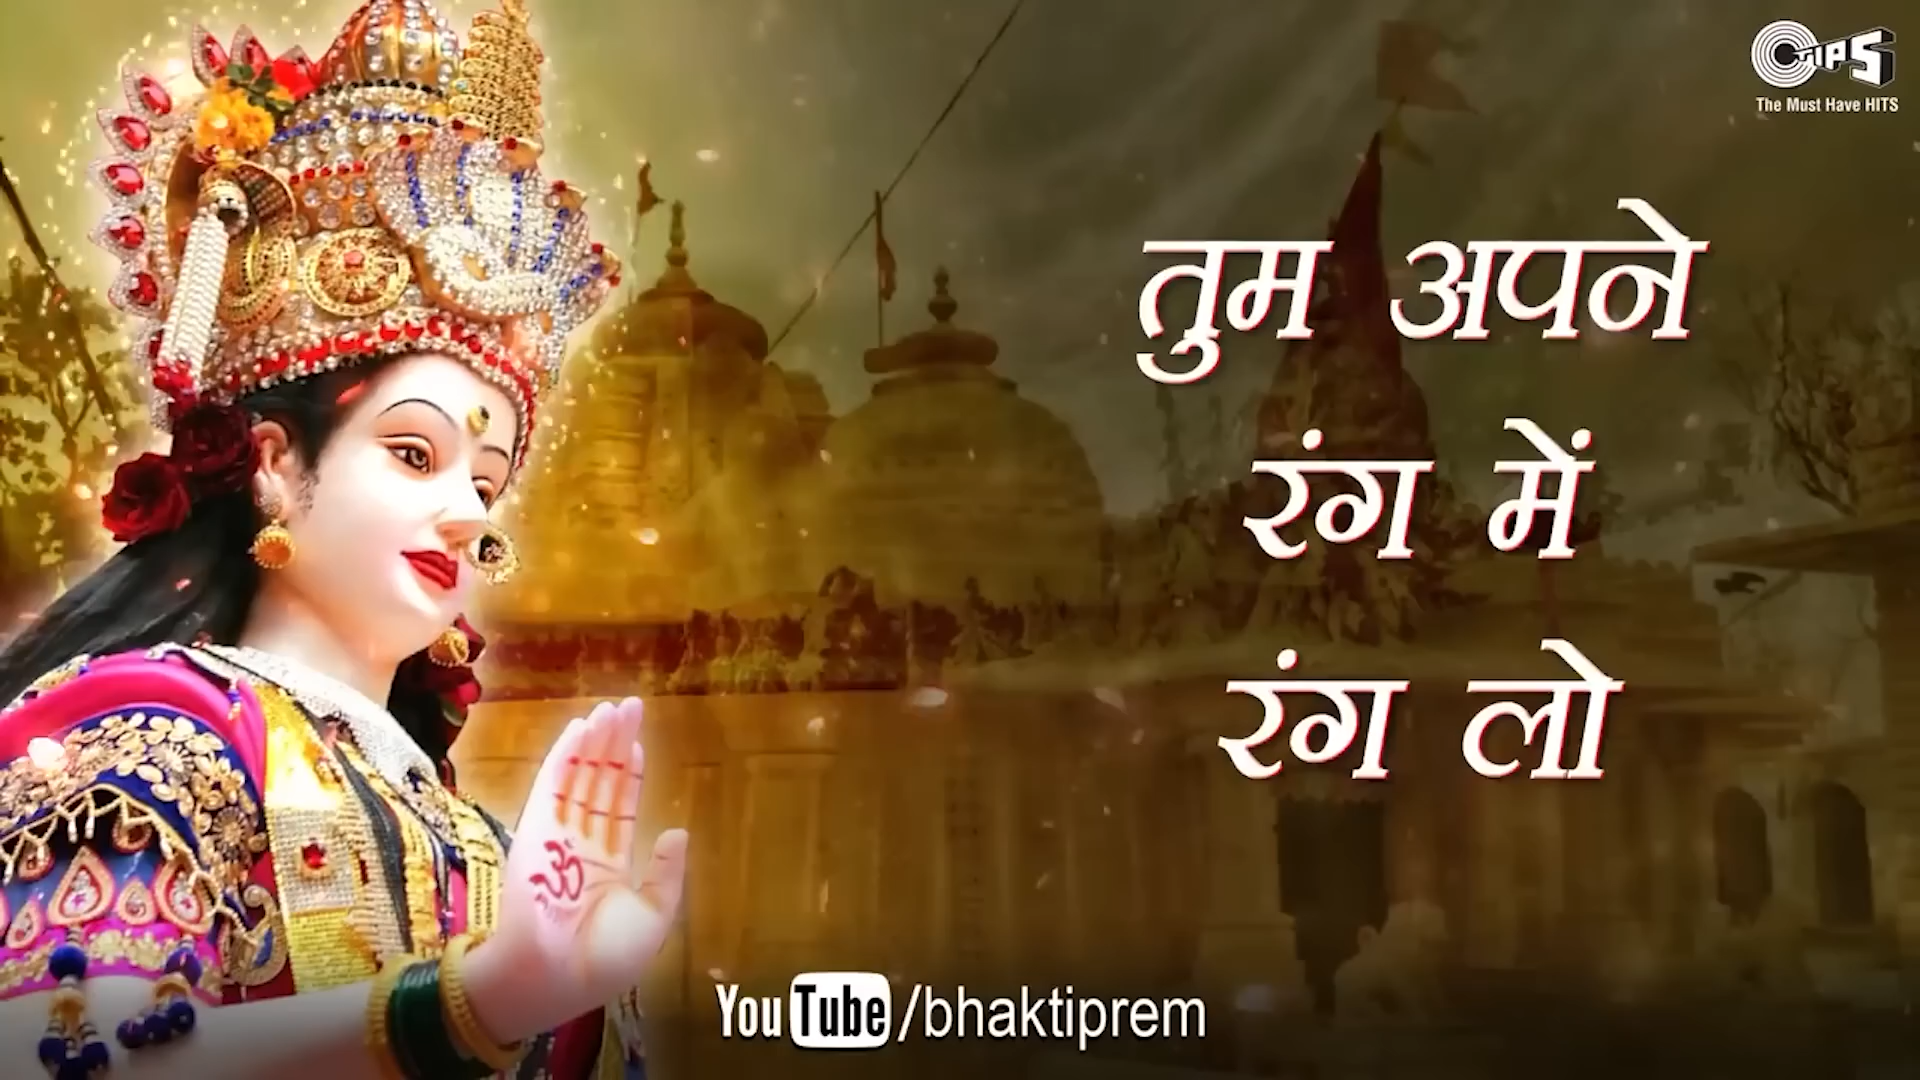 TIPS
The Must Have HITS
तुम अपने
रंग में
रंग लो
ॐ
YouTube/bhaktiprem